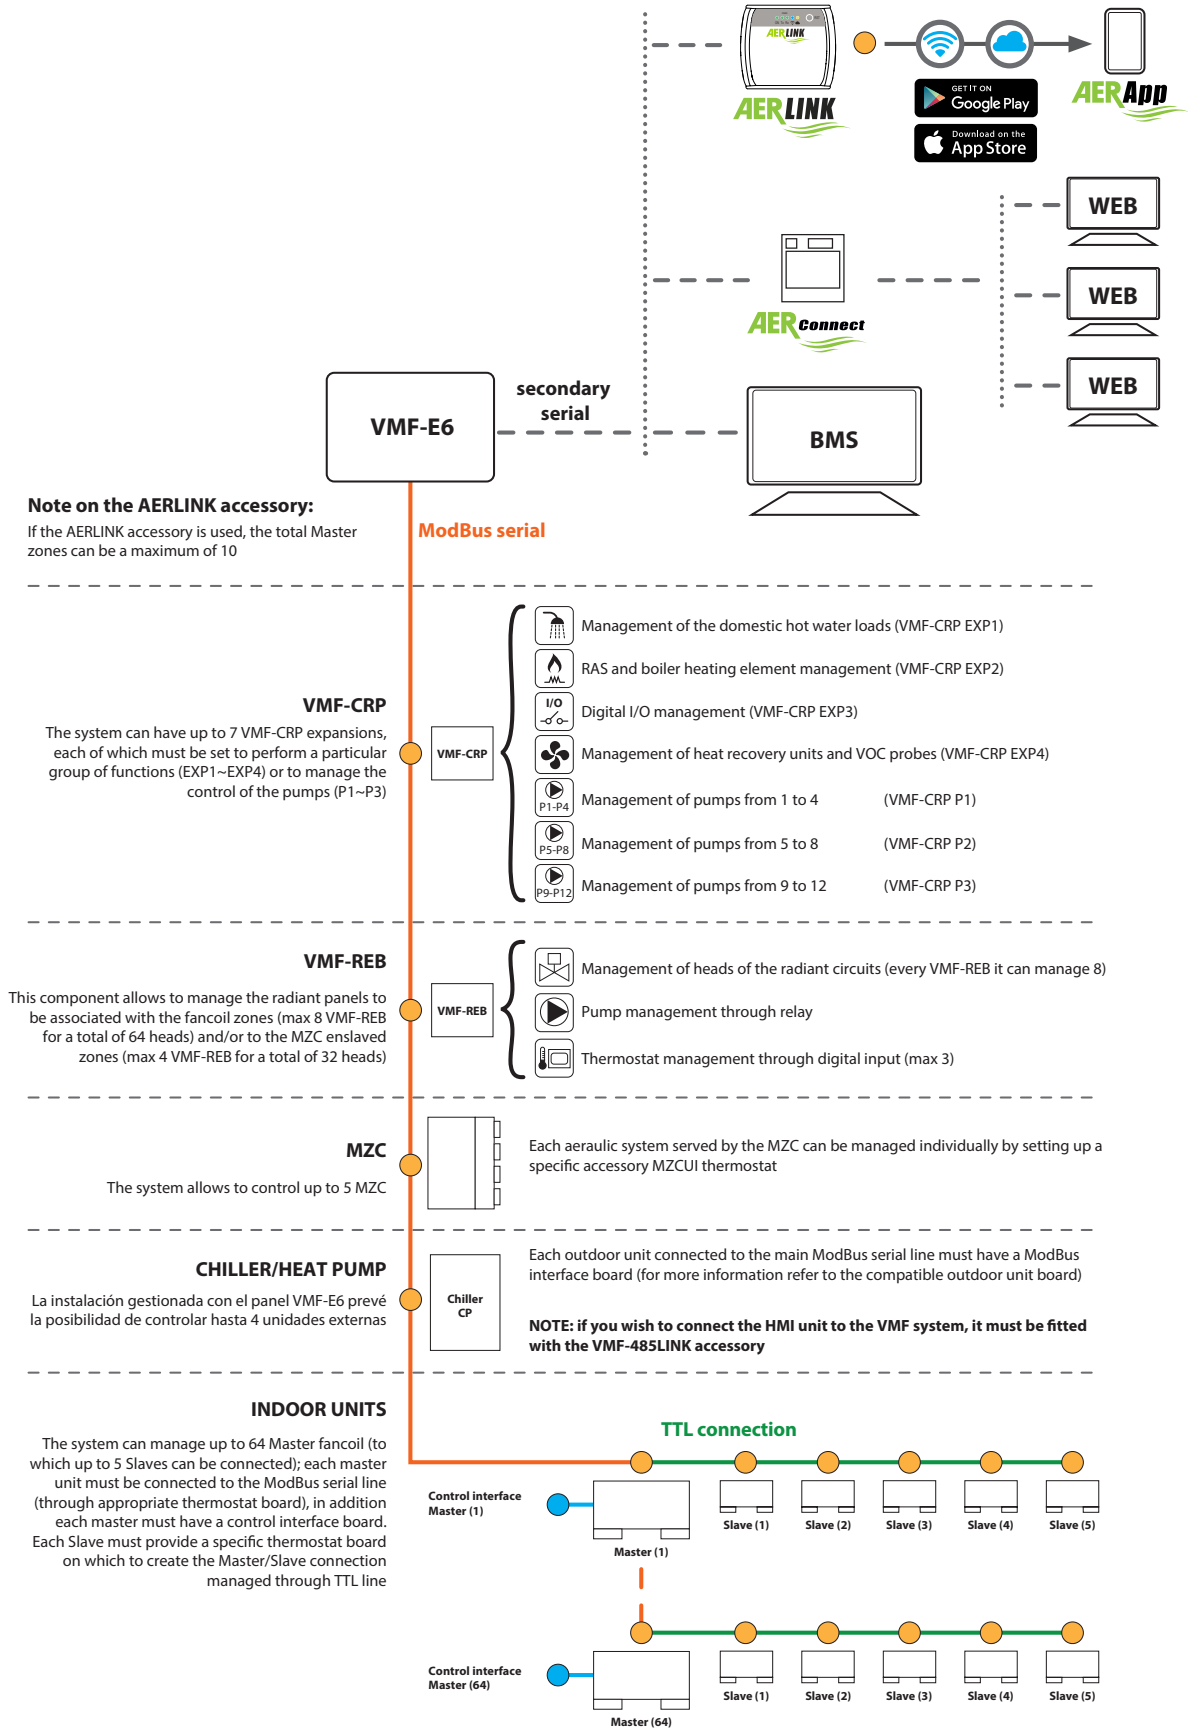 AERLINK
AERLINK
GET IT ON
Google Play
Download on the
App Store
AERApp
WEB
WEB
WEB
AERConnect
secondary
serial
VMF-E6
BMS
Note on the AERLINK accessory:
If the AERLINK accessory is used, the total Master
zones can be a maximum of 10
ModBus serial
VMF-CRP
The system can have up to 7 VMF-CRP expansions,
each of which must be set to perform a particular
group of functions (EXP1~EXP4) or to manage the
control of the pumps (P1~P3)
VMF-CRP
Management of the domestic hot water loads (VMF-CRP EXP1)
RAS and boiler heating element management (VMF-CRP EXP2)
I/O
Digital I/O management (VMF-CRP EXP3)
Management of heat recovery units and VOC probes (VMF-CRP EXP4)
P1-P4
Management of pumps from 1 to 4 (VMF-CRP P1)
P5-P8
Management of pumps from 5 to 8 (VMF-CRP P2)
P9-P12
Management of pumps from 9 to 12 (VMF-CRP P3)
VMF-REB
This component allows to manage the radiant panels to
be associated with the fancoil zones (max 8 VMF-REB
for a total of 64 heads) and/or to the MZC enslaved
zones (max 4 VMF-REB for a total of 32 heads)
VMF-REB
Management of heads of the radiant circuits (every VMF-REB it can manage 8)
Pump management through relay
Thermostat management through digital input (max 3)
MZC
The system allows to control up to 5 MZC
Each aeraulic system served by the MZC can be managed individually by setting up a
specific accessory MZCUI thermostat
CHILLER/HEAT PUMP
La instalación gestionada con el panel VMF-E6 prevé
la posibilidad de controlar hasta 4 unidades externas
Chiller
CP
Each outdoor unit connected to the main ModBus serial line must have a ModBus
interface board (for more information refer to the compatible outdoor unit board)
NOTE: if you wish to connect the HMI unit to the VMF system, it must be fitted
with the VMF-485LINK accessory
INDOOR UNITS
The system can manage up to 64 Master fancoil (to
which up to 5 Slaves can be connected); each master
unit must be connected to the ModBus serial line
(through appropriate thermostat board), in addition
each master must have a control interface board.
Each Slave must provide a specific thermostat board
on which to create the Master/Slave connection
managed through TTL line
TTL connection
Control interface
Master (1)
Master (1)
Slave (1)
Slave (2)
Slave (3)
Slave (4)
Slave (5)
Control interface
Master (64)
Master (64)
Slave (1)
Slave (2)
Slave (3)
Slave (4)
Slave (5)